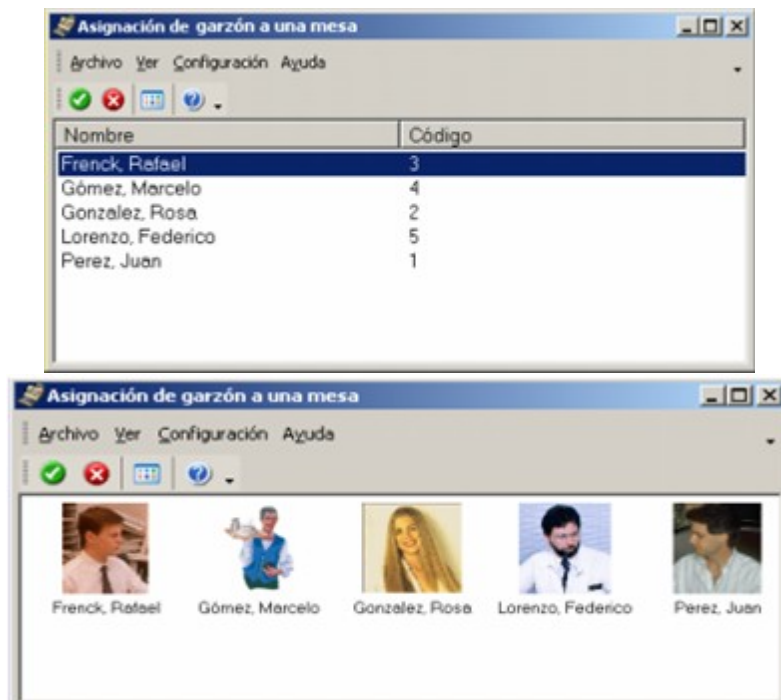 Asignación de garzón a una mesa
Archivo Ver Configuración Ayuda
Nombre Código
Frenck, Rafael 3
Gómez, Marcelo 4
Gonzalez, Rosa 2
Lorenzo, Federico 5
Perez, Juan 1
Asignación de garzón a una mesa
Archivo Ver Configuración Ayuda
Frenck, Rafael Gómez, Marcelo Gonzalez, Rosa Lorenzo, Federico Perez, Juan